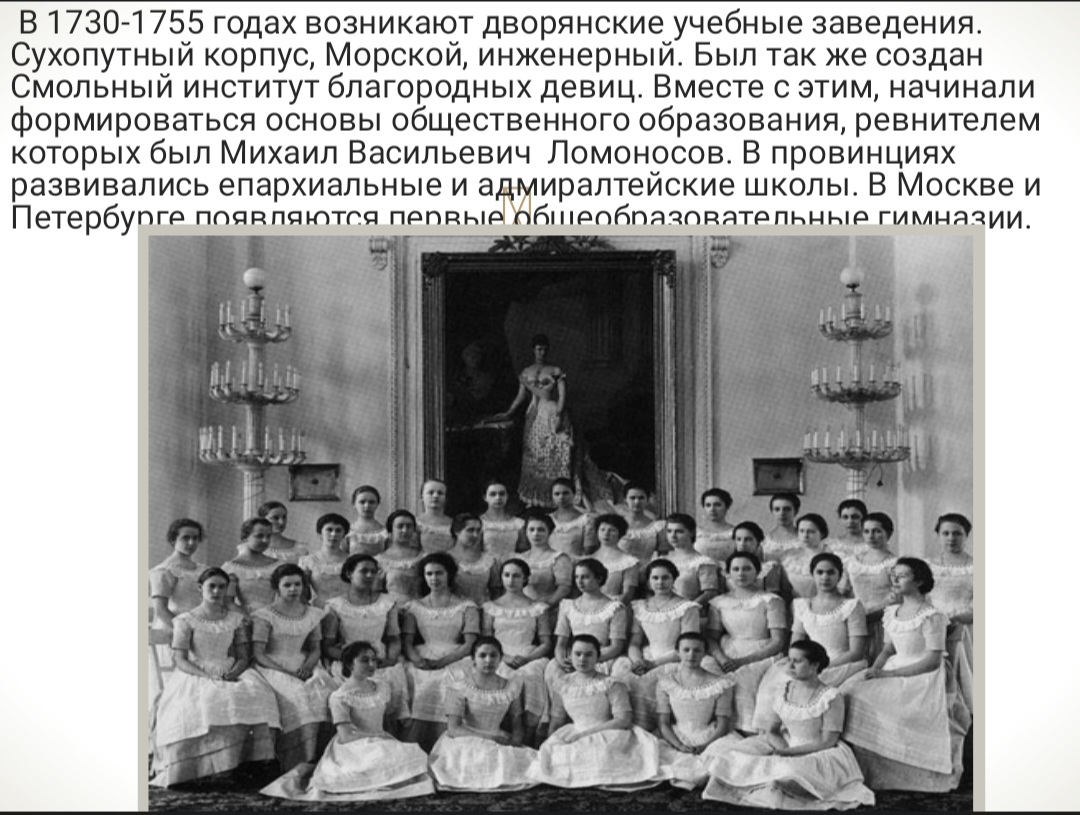 В 1730-1755 годах возникают дворянские учебные заведения.
Сухопутный корпус, Морской, инженерный. Был так же создан
Смольный институт благородных девиц. Вместе с этим, начинали
формироваться основы общественного образования, ревнителем
которых был Михаил Васильевич Ломоносов. В провинциях
развивались епархиальные и адмиралтейские школы. В Москве и
Петербурге появляются первые общеобразовательные гимназии.